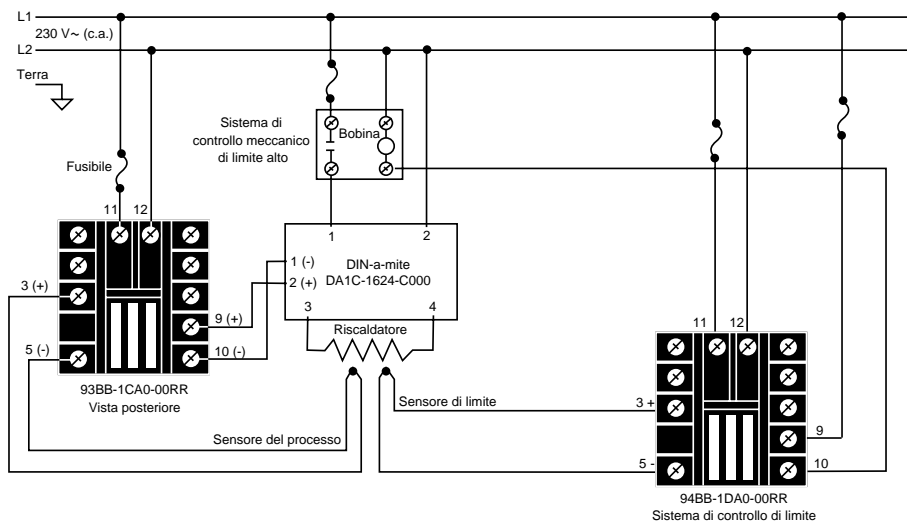 L1
230 V~ (c.a.)
L2
Terra
Fusibile
11
12
Sistema di
controllo meccanico
di limite alto
Bobina
1
2
1 (-)
2 (+)
DIN-a-mite
DA1C-1624-C000
3
4
Riscaldatore
3 (+)
5 (-)
9 (+)
10 (-)
93BB-1CA0-00RR
Vista posteriore
Sensore del processo
Sensore di limite
11
12
3 +
5 -
9
10
94BB-1DA0-00RR
Sistema di controllo di limite